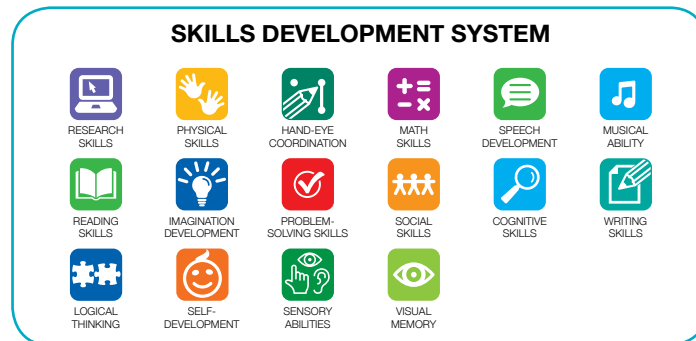 SKILLS DEVELOPMENT SYSTEM
RESEARCH
SKILLS
PHYSICAL
SKILLS
HAND-EYE
COORDINATION
MATH
SKILLS
SPEECH
DEVELOPMENT
MUSICAL
ABILITY
READING
SKILLS
IMAGINATION
DEVELOPMENT
PROBLEM-
SOLVING SKILLS
SOCIAL
SKILLS
COGNITIVE
SKILLS
WRITING
SKILLS
LOGICAL
THINKING
SELF-
DEVELOPMENT
SENSORY
ABILITIES
VISUAL
MEMORY